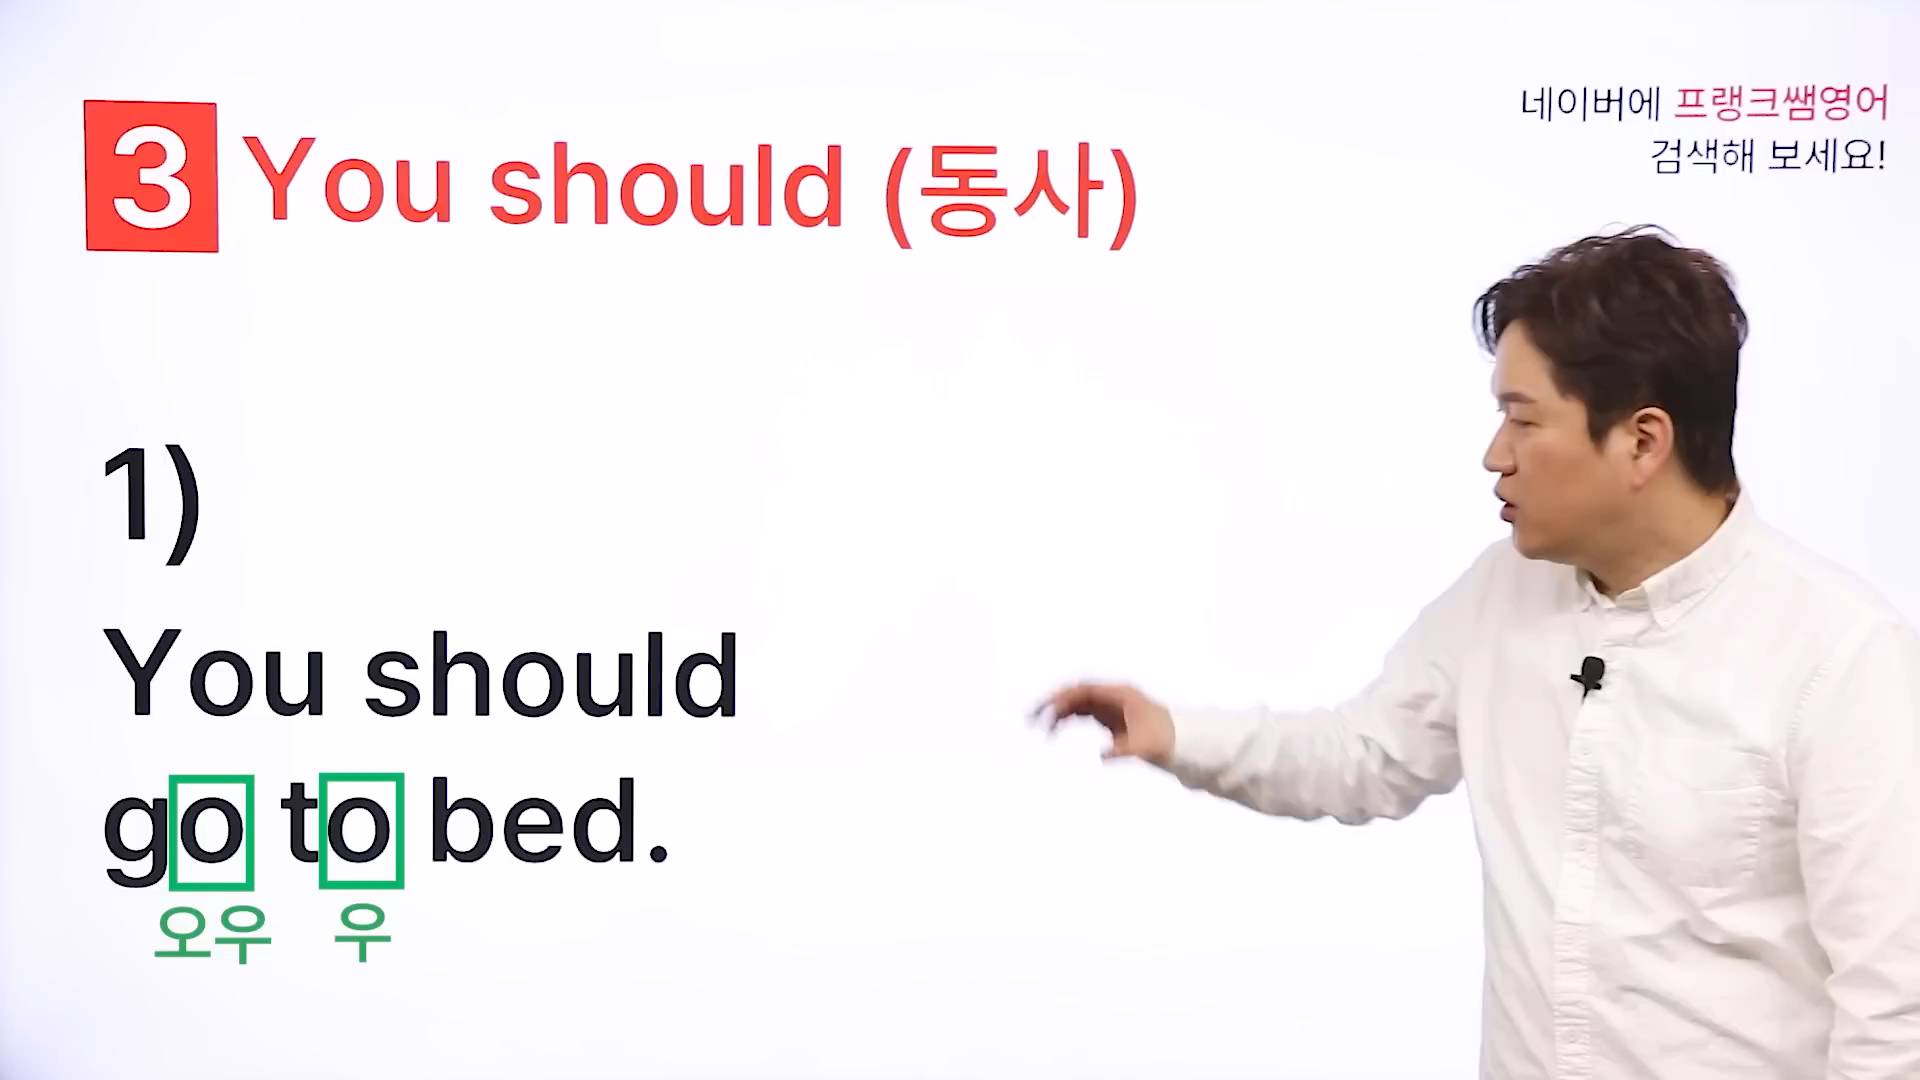 네이버에 프랭크쌤영어
검색해 보세요!
3 You should (동사)
1)
You should
go to bed.
오우 우